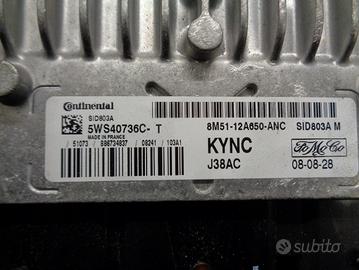 Continental
SID803A
5WS40736C- T
MADE IN FRANCE
/ 51073 / B86734837 / 08241 / 103A1
8M51-12A650-ANC SID803A M
KYNC
J38AC
FoMoCo
08-08-28
subito